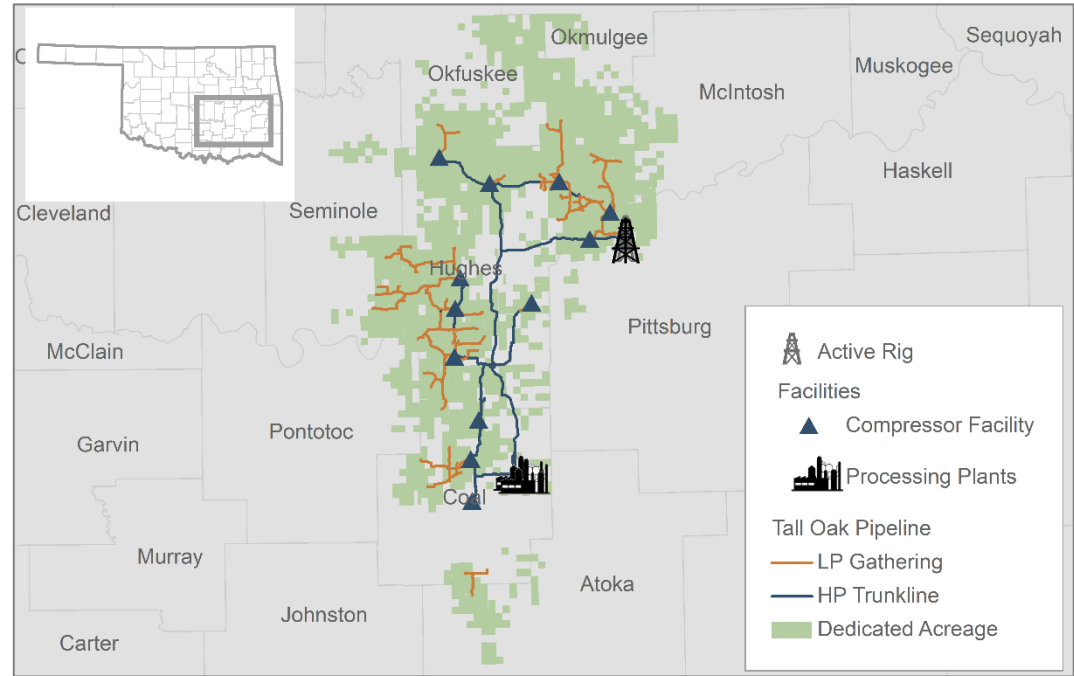 Okmulgee
Sequoyah
Muskogee
Okfuskee
McIntosh
Haskell
Cleveland
Seminole
Hughes
Pittsburg
McClain
Garvin
Pontotoc
Coal
Murray
Atoka
Johnston
Carter
Active Rig
Facilities
Compressor Facility
Processing Plants
Tall Oak Pipeline
LP Gathering
HP Trunkline
Dedicated Acreage